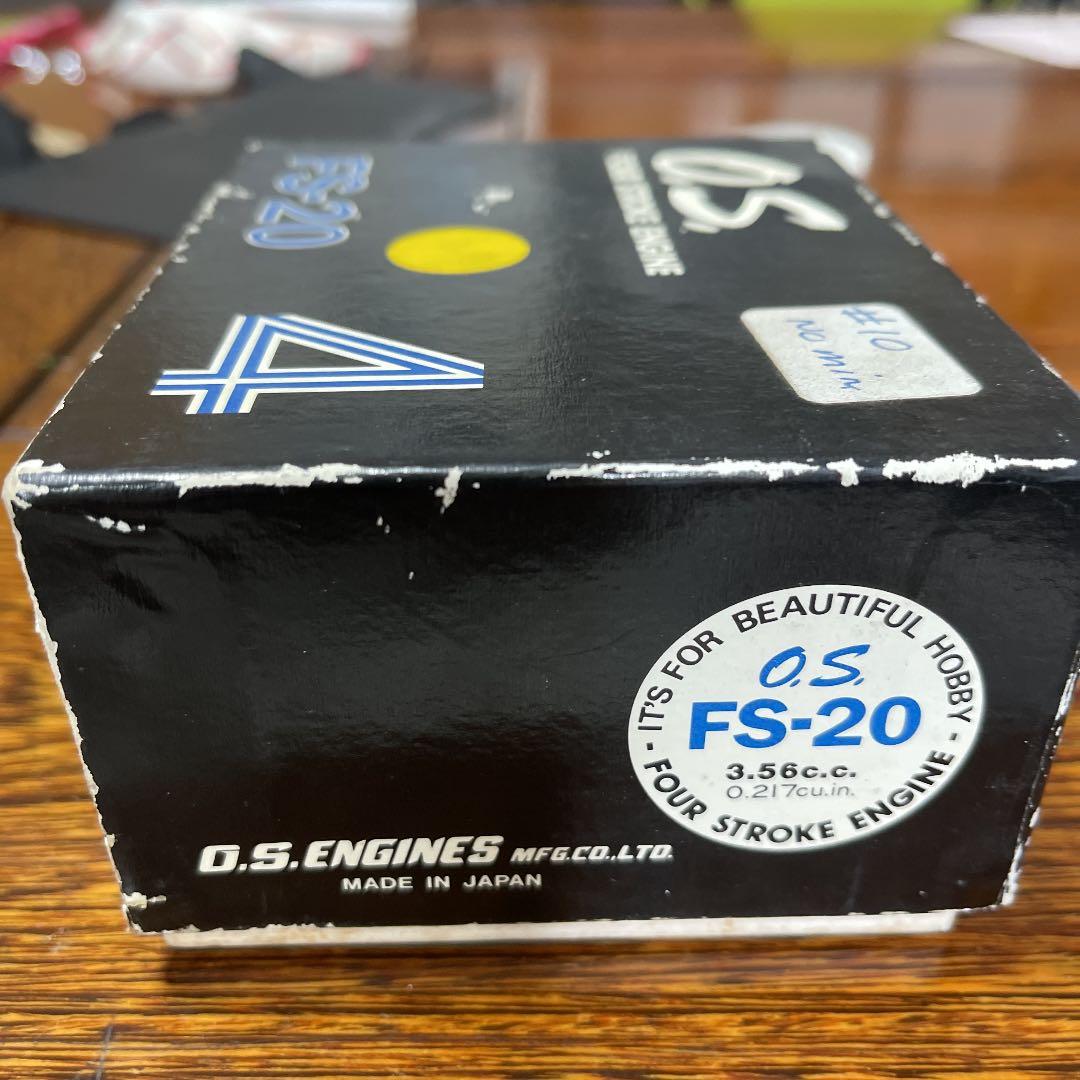 O.S.
FOUR STROKE ENGINE
FS-20
4
#10
No min
IT'S FOR BEAUTIFUL HOBBY
O.S.
FS-20
3.56c.c.
0.217cu.in.
FOUR STROKE ENGINE
O.S.ENGINES MFG.CO.,LTD.
MADE IN JAPAN